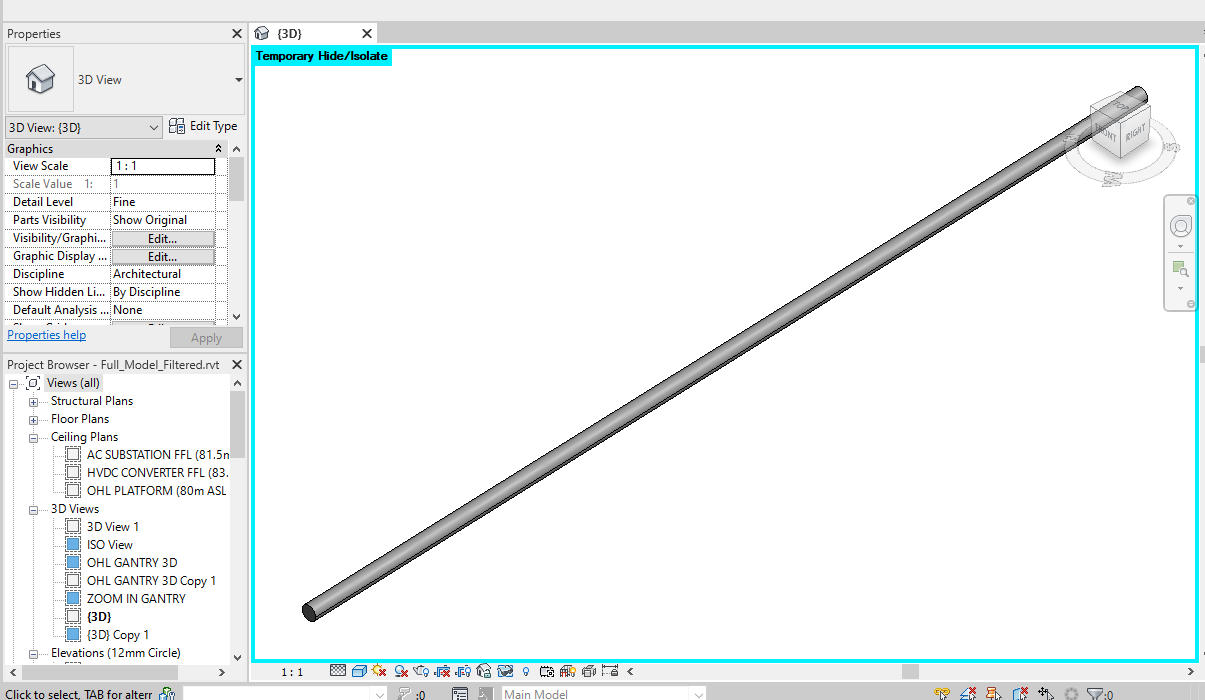 Properties
{3D}
Temporary Hide/Isolate
3D View
3D View: {3D}
Edit Type
Graphics
View Scale 1 : 1
Scale Value 1: 1
Detail Level Fine
Parts Visibility Show Original
Visibility/Graphi... Edit...
Graphic Display ... Edit...
Discipline Architectural
Show Hidden Li... By Discipline
Default Analysis ... None
Properties help
Apply
Project Browser - Full_Model_Filtered.rvt
Views (all)
Structural Plans
Floor Plans
Ceiling Plans
AC SUBSTATION FFL (81.5m
HVDC CONVERTER FFL (83.
OHL PLATFORM (80m ASL
3D Views
3D View 1
ISO View
OHL GANTRY 3D
OHL GANTRY 3D Copy 1
ZOOM IN GANTRY
{3D}
{3D} Copy 1
Elevations (12mm Circle)
TOP
FRONT
RIGHT
W
S
1 : 1
Click to select, TAB for altern
:0
Main Model
:0